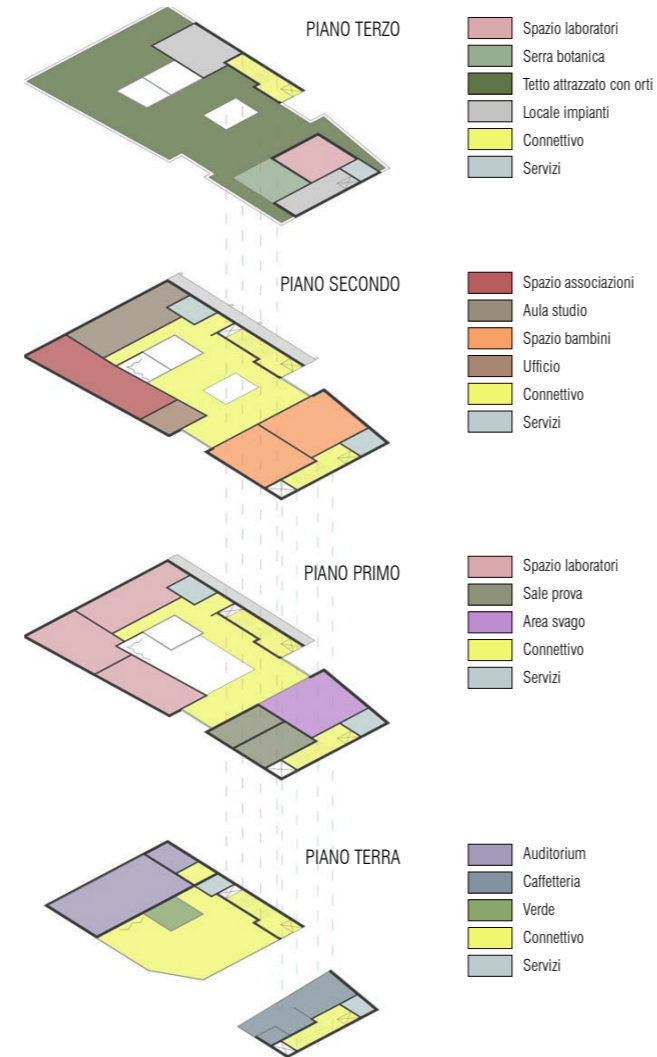 PIANO TERZO
Spazio laboratori
Serra botanica
Tetto attrazzato con orti
Locale impianti
Connettivo
Servizi
PIANO SECONDO
Spazio associazioni
Aula studio
Spazio bambini
Ufficio
Connettivo
Servizi
PIANO PRIMO
Spazio laboratori
Sale prova
Area svago
Connettivo
Servizi
PIANO TERRA
Auditorium
Caffetteria
Verde
Connettivo
Servizi